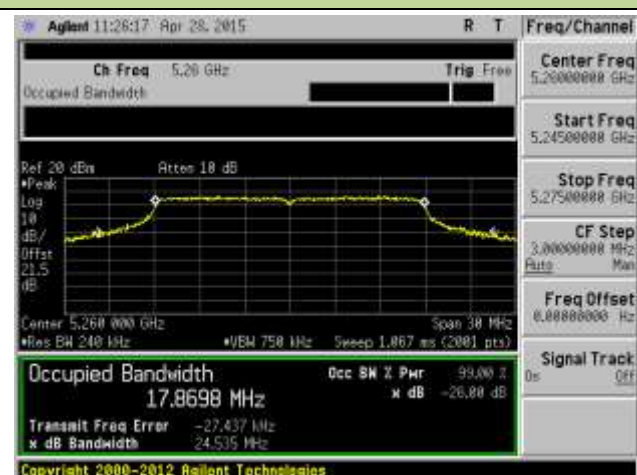 Agilent 11:26:17 Apr 28, 2015 R T
Freq/Channel
Ch Freq 5.26 GHz Trig Free
Occupied Bandwidth
Center Freq
5.26000000 GHz
Start Freq
5.24500000 GHz
Stop Freq
5.27500000 GHz
CF Step
3.00000000 MHz
Auto Man
Freq Offset
0.00000000 Hz
Signal Track
On Off
Ref 20 dBm Atten 10 dB
•Peak
Log
10
dB/
Offst
21.5
dB
Center 5.260 000 GHz Span 30 MHz
•Res BW 240 kHz •VBW 750 kHz Sweep 1.067 ms (2001 pts)
Occupied Bandwidth
17.8698 MHz
Occ BW % Pwr 99.00 %
x dB -26.00 dB
Transmit Freq Error -27.437 kHz
x dB Bandwidth 24.535 MHz
Copyright 2000-2012 Agilent Technologies